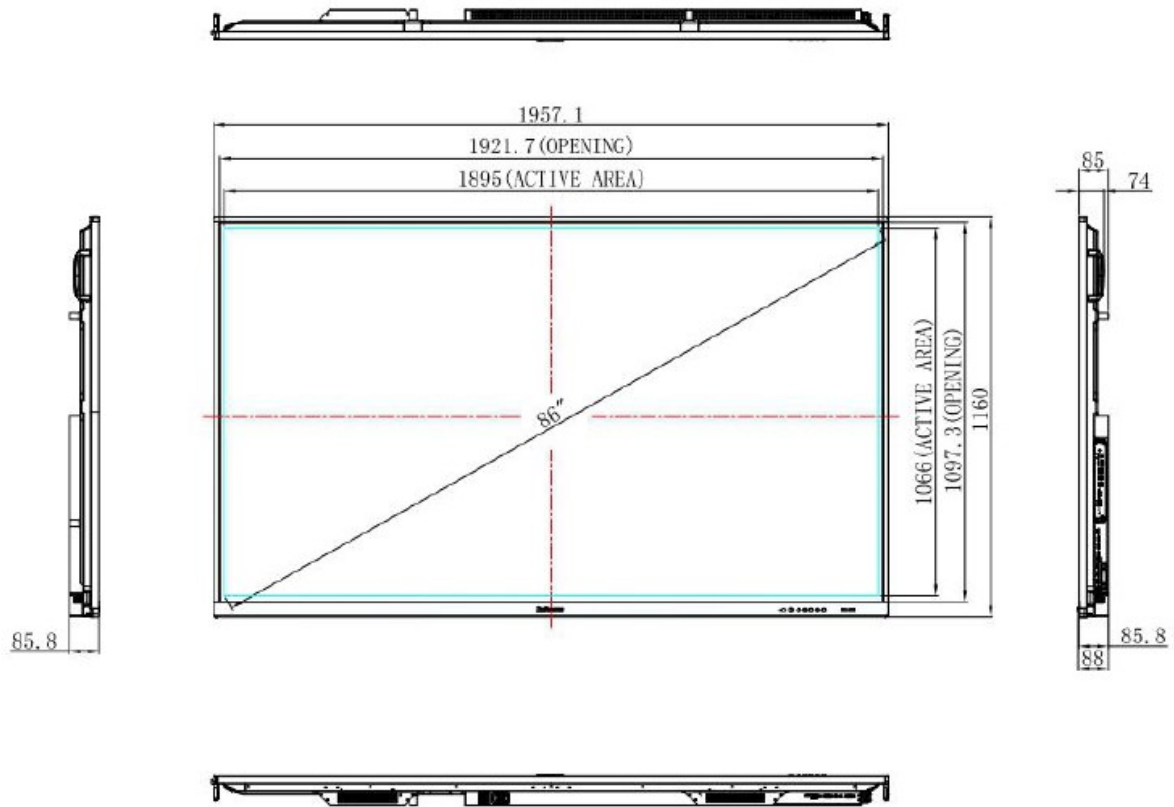 1957.1
1921.7(OPENING)
1895(ACTIVE AREA)
85
74
86"
1066(ACTIVE AREA)
1097.3(OPENING)
1160
85.8
85.8
88